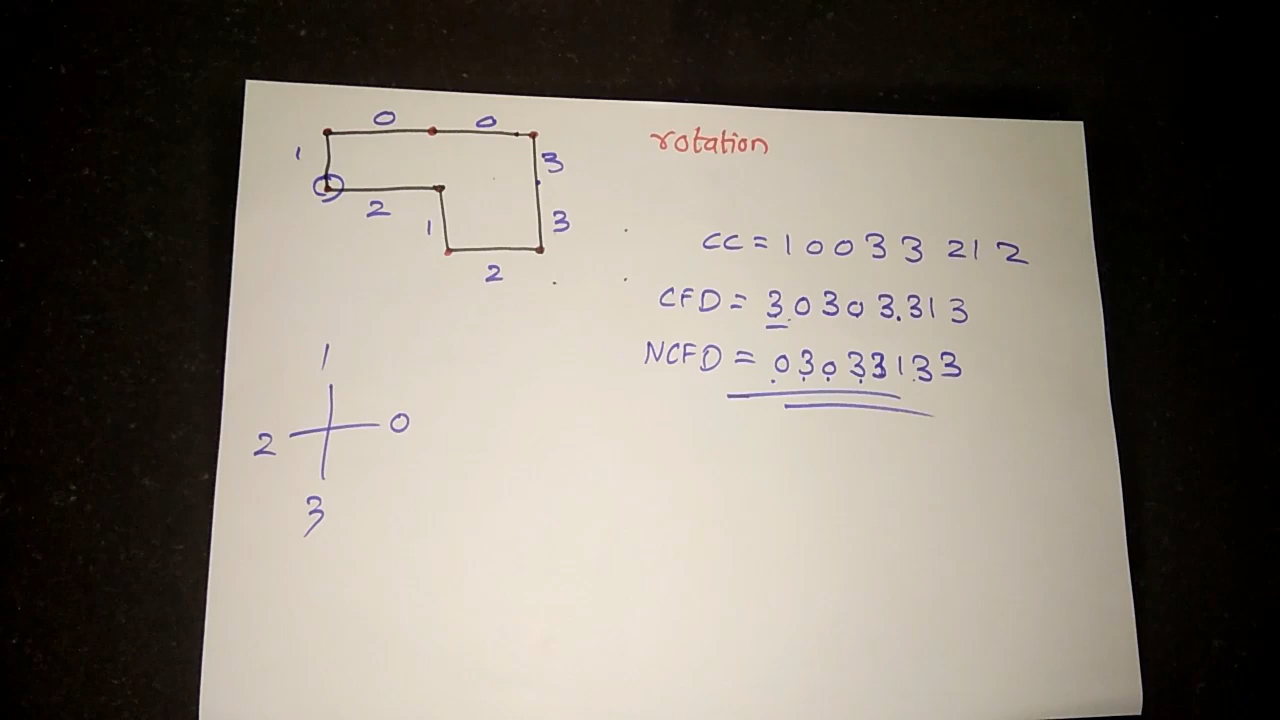 0 0
1
3
2
1
3
2
rotation
CC = 1 0 0 3 3 2 1 2
CFD = 3 0 3 0 3 3 1 3
NCFD = 0 3 0 3 3 1 3 3
1
2 0
3